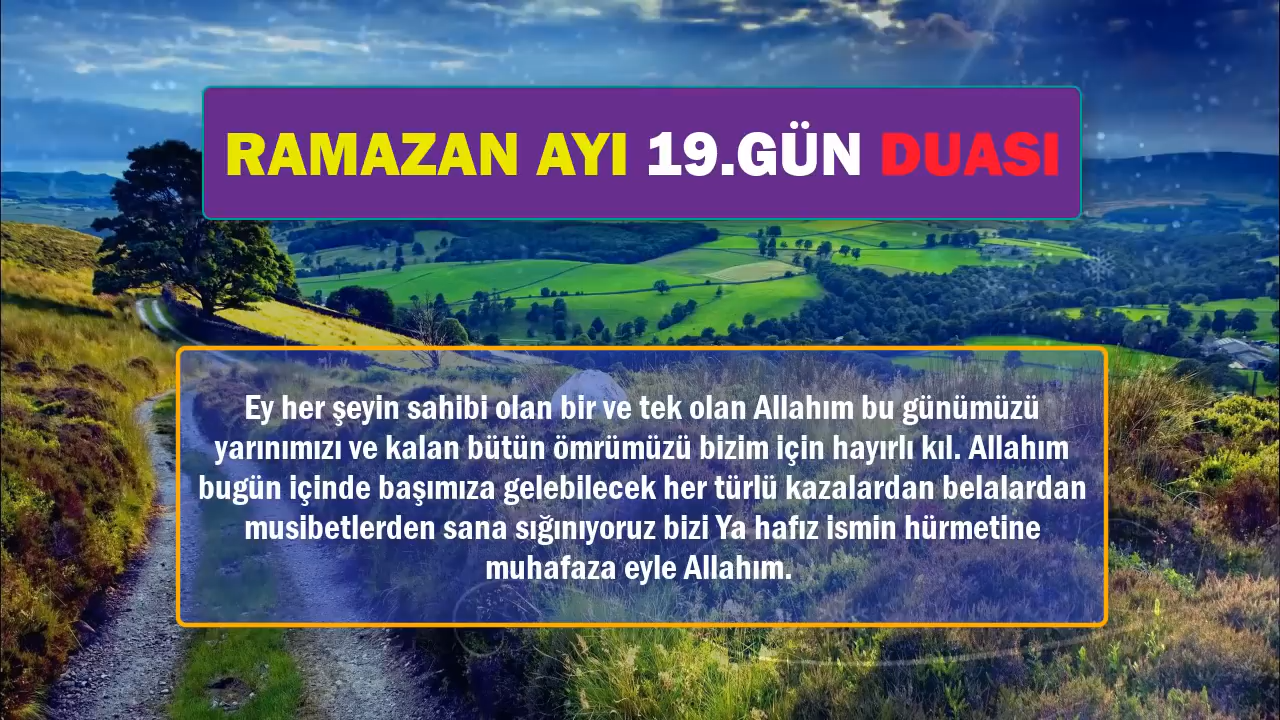 RAMAZAN AYI 19.GÜN DUASI
Ey her şeyin sahibi olan bir ve tek olan Allahım bu günümüzü
yarınımızı ve kalan bütün ömrümüzü bizim için hayırlı kıl. Allahım
bugün içinde başımıza gelebilecek her türlü kazalardan belalardan
musibetlerden sana sığınıyoruz bizi Ya hafız ismin hürmetine
muhafaza eyle Allahım.